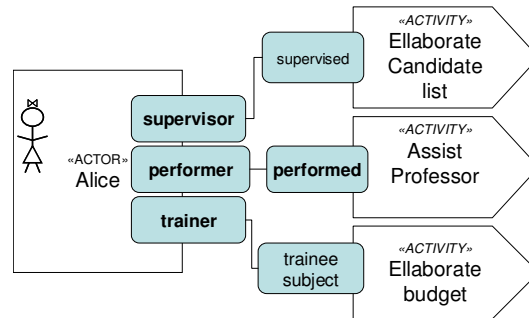 «ACTIVITY»
Ellaborate
Candidate
list
supervised
supervisor
«ACTOR»
Alice
performer
performed
«ACTIVITY»
Assist
Professor
trainer
trainee
subject
«ACTIVITY»
Ellaborate
budget